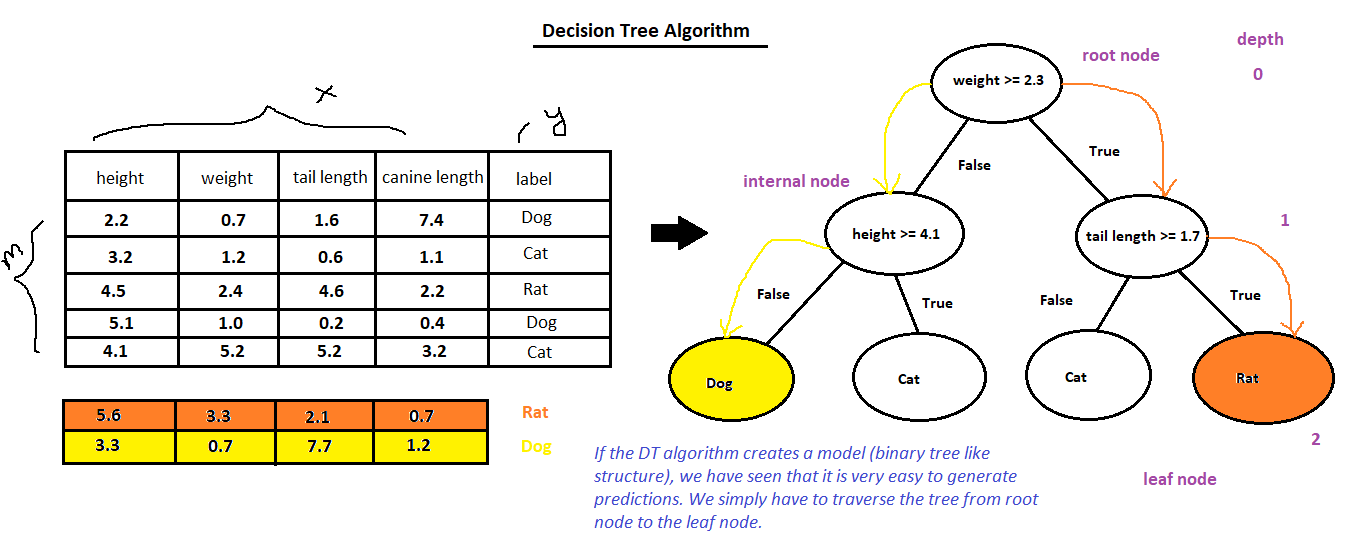 Decision Tree Algorithm
x
y
height weight tail length canine length label
2.2 0.7 1.6 7.4 Dog
3.2 1.2 0.6 1.1 Cat
4.5 2.4 4.6 2.2 Rat
5.1 1.0 0.2 0.4 Dog
4.1 5.2 5.2 3.2 Cat
m
5.6 3.3 2.1 0.7 Rat
3.3 0.7 7.7 1.2 Dog
root node
depth
0
weight >= 2.3
False
True
internal node
1
height >= 4.1
tail length >= 1.7
False
True
False
True
Dog
Cat
Cat
Rat
2
leaf node
If the DT algorithm creates a model (binary tree like
structure), we have seen that it is very easy to generate
predictions. We simply have to traverse the tree from root
node to the leaf node.